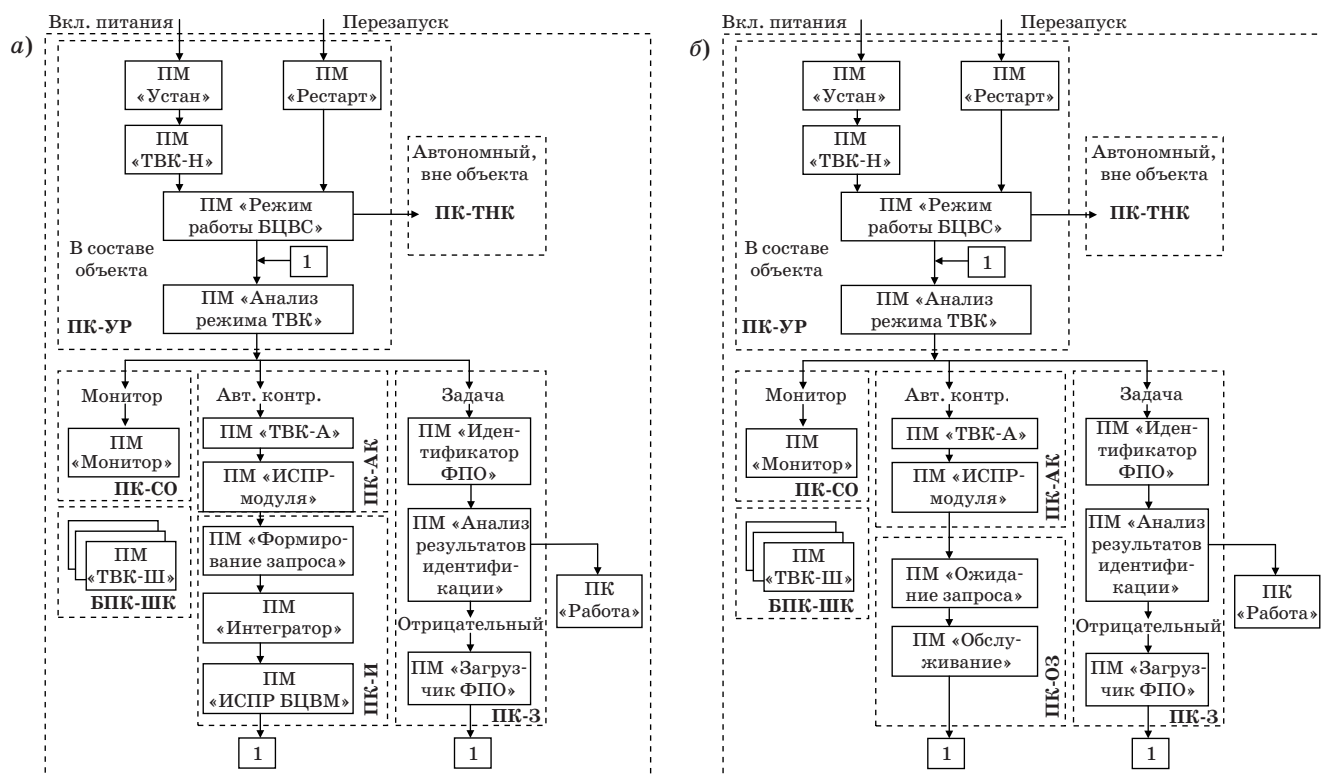 а)
Вкл. питания
Перезапуск
ПМ
«Устан»
ПМ
«Рестарт»
ПМ
«ТВК-Н»
Автономный,
вне объекта
ПК-ТНК
ПМ «Режим
работы БЦВС»
В составе
объекта
1
ПМ «Анализ
режима ТВК»
ПК-УР
Монитор
ПМ
«Монитор»
ПК-СО
ПМ
«ТВК-Ш»
БПК-ШК
Авт. контр.
ПМ «ТВК-А»
ПМ «ИСПР-
модуля»
ПК-АК
ПМ «Формиро-
вание запроса»
ПМ
«Интегратор»
ПМ
«ИСПР БЦВМ»
ПК-И
1
Задача
ПМ «Иден-
тификатор
ФПО»
ПМ «Анализ
результатов
идентифи-
кации»
ПК
«Работа»
Отрицательный
ПМ «Загруз-
чик ФПО»
ПК-З
1
б)
Вкл. питания
Перезапуск
ПМ
«Устан»
ПМ
«Рестарт»
ПМ
«ТВК-Н»
Автономный,
вне объекта
ПК-ТНК
ПМ «Режим
работы БЦВС»
В составе
объекта
1
ПМ «Анализ
режима ТВК»
ПК-УР
Монитор
ПМ
«Монитор»
ПК-СО
ПМ
«ТВК-Ш»
БПК-ШК
Авт. контр.
ПМ «ТВК-А»
ПМ «ИСПР-
модуля»
ПК-АК
ПМ «Ожида-
ние запроса»
ПМ «Обслу-
живание»
ПК-ОЗ
1
Задача
ПМ «Иден-
тификатор
ФПО»
ПМ «Анализ
результатов
идентифи-
кации»
ПК
«Работа»
Отрицательный
ПМ «Загруз-
чик ФПО»
ПК-З
1